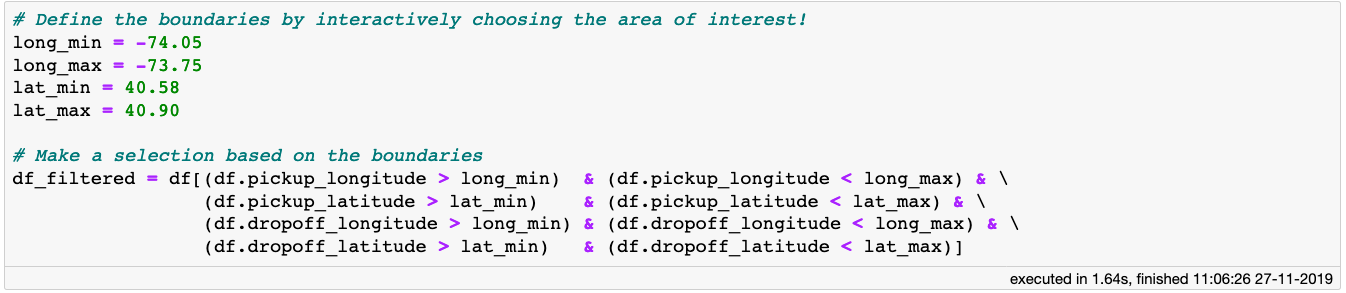 # Define the boundaries by interactively choosing the area of interest!
long_min = -74.05
long_max = -73.75
lat_min = 40.58
lat_max = 40.90

# Make a selection based on the boundaries
df_filtered = df[(df.pickup_longitude > long_min)  & (df.pickup_longitude < long_max) & \
                 (df.pickup_latitude > lat_min)    & (df.pickup_latitude < lat_max) & \
                 (df.dropoff_longitude > long_min) & (df.dropoff_longitude < long_max) & \
                 (df.dropoff_latitude > lat_min)   & (df.dropoff_latitude < lat_max)]
executed in 1.64s, finished 11:06:26 27-11-2019